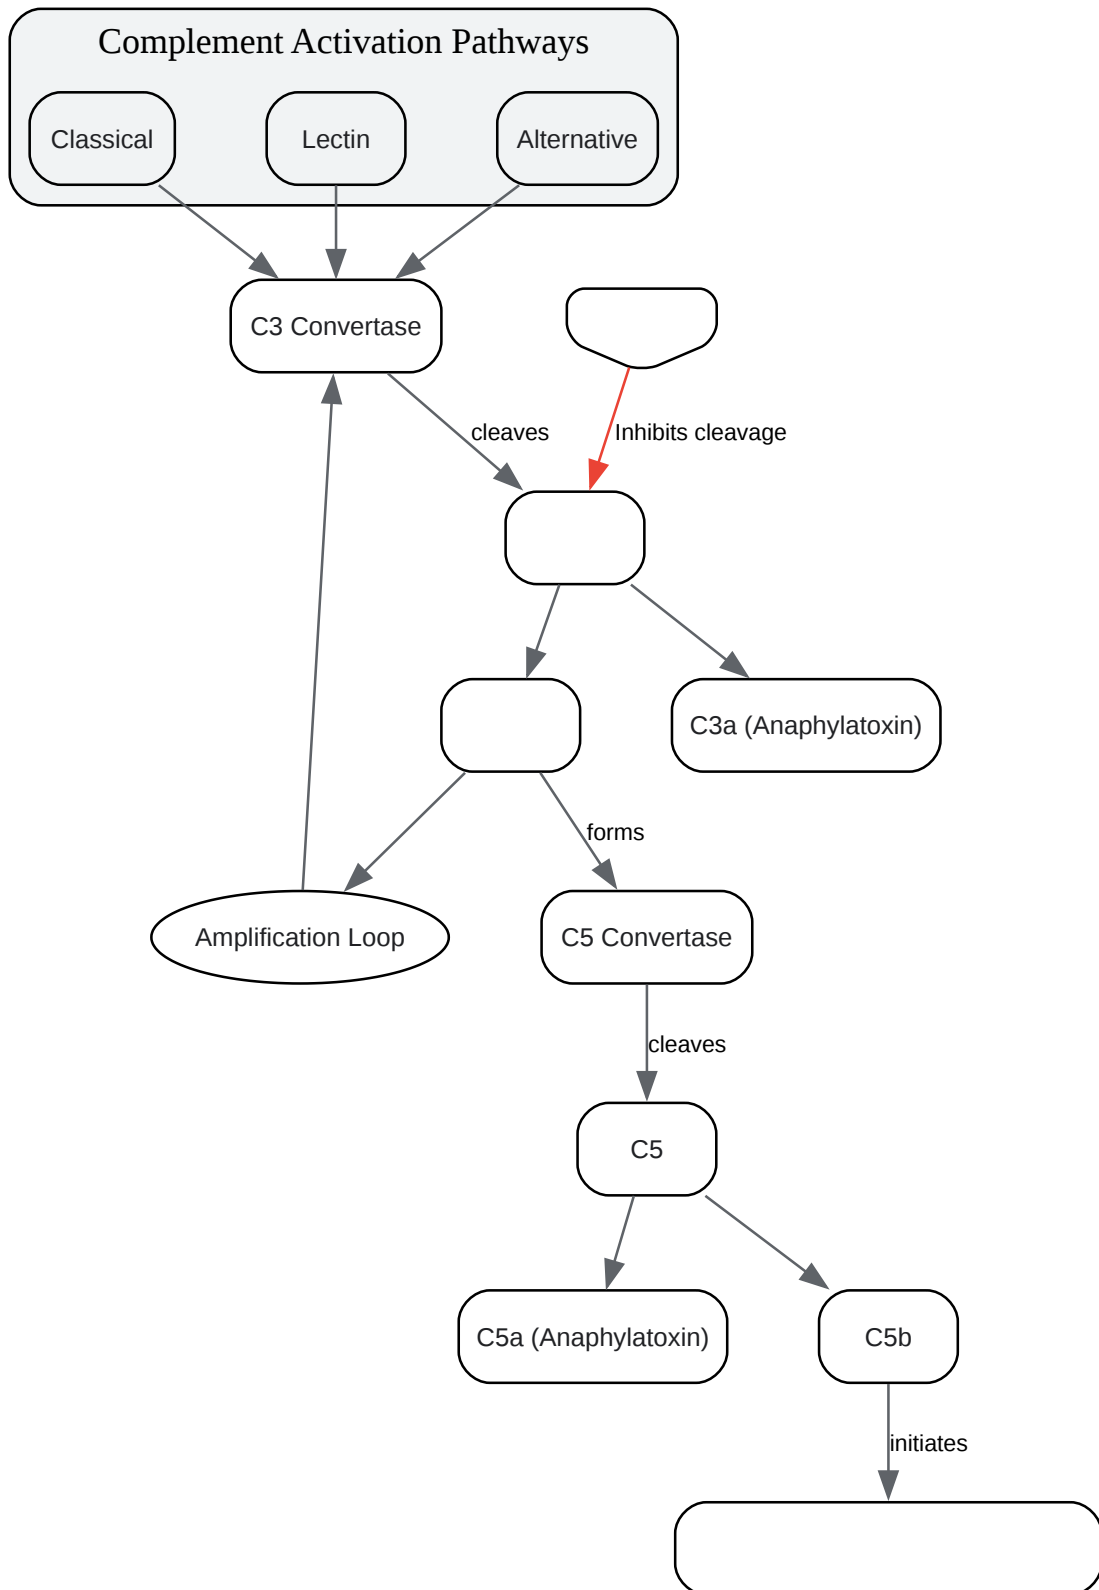 Complement Activation Pathways
Classical
Lectin
Alternative
C3 Convertase
cleaves
Inhibits cleavage
C3a (Anaphylatoxin)
forms
Amplification Loop
C5 Convertase
cleaves
C5
C5a (Anaphylatoxin)
C5b
initiates